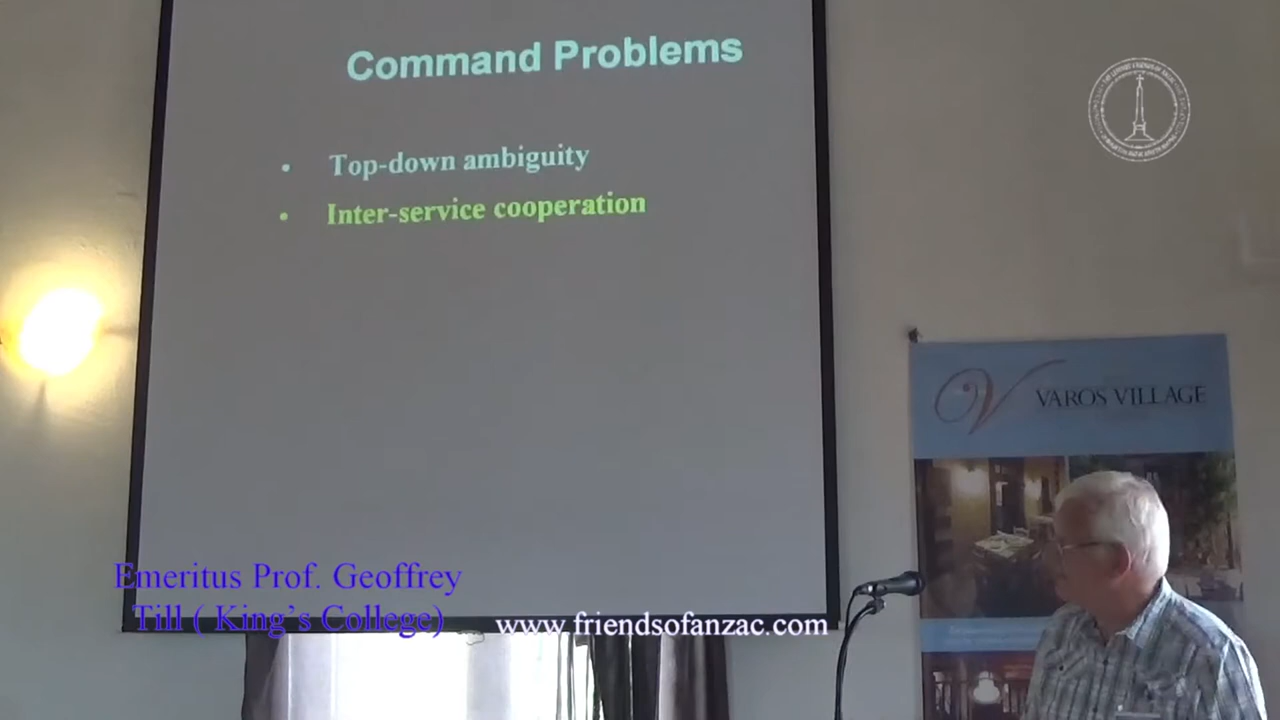 Command Problems
• Top-down ambiguity
• Inter-service cooperation
VAROS VILLAGE
Emeritus Prof. Geoffrey
Till ( King's College)
www.friendsofanzac.com